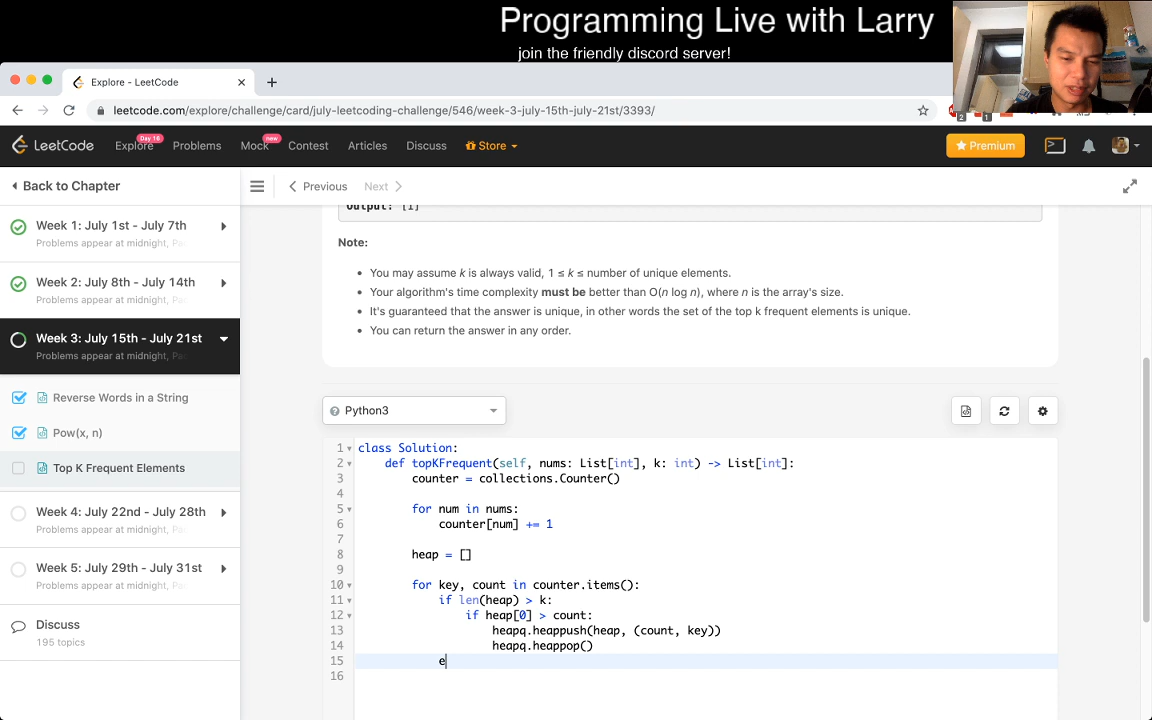 Programming Live with Larry
join the friendly discord server!
Explore - LeetCode
leetcode.com/explore/challenge/card/july-leetcoding-challenge/546/week-3-july-15th-july-21st/3393/
2
1
LeetCode
Explore
Day 16
Problems
Mock
new
Contest
Articles
Discuss
Store
Premium
Back to Chapter
Previous
Next
Week 1: July 1st - July 7th
Problems appear at midnight,
Week 2: July 8th - July 14th
Problems appear at midnight,
Week 3: July 15th - July 21st
Problems appear at midnight,
Reverse Words in a String
Pow(x, n)
Top K Frequent Elements
Week 4: July 22nd - July 28th
Problems appear at midnight,
Week 5: July 29th - July 31st
Problems appear at midnight,
Discuss
195 topics
Output: [1]
Note:
• You may assume k is always valid, 1 ≤ k ≤ number of unique elements.
• Your algorithm's time complexity must be better than O(n log n), where n is the array's size.
• It's guaranteed that the answer is unique, in other words the set of the top k frequent elements is unique.
• You can return the answer in any order.
Python3
1 class Solution:
2 def topKFrequent(self, nums: List[int], k: int) -> List[int]:
3 counter = collections.Counter()
4
5 for num in nums:
6 counter[num] += 1
7
8 heap = []
9
10 for key, count in counter.items():
11 if len(heap) > k:
12 if heap[0] > count:
13 heapq.heappush(heap, (count, key))
14 heapq.heappop()
15 e
16